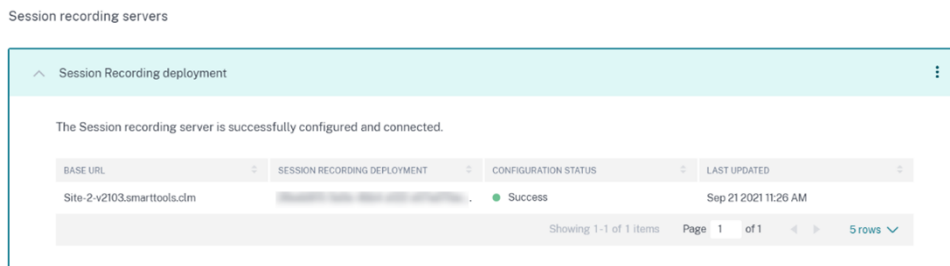 Session recording servers
Session Recording deployment
The Session recording server is successfully configured and connected.
BASE URL SESSION RECORDING DEPLOYMENT CONFIGURATION STATUS LAST UPDATED
Site-2-v2103.smarttools.clm Success Sep 21 2021 11:26 AM
Showing 1-1 of 1 items Page 1 of 1 5 rows